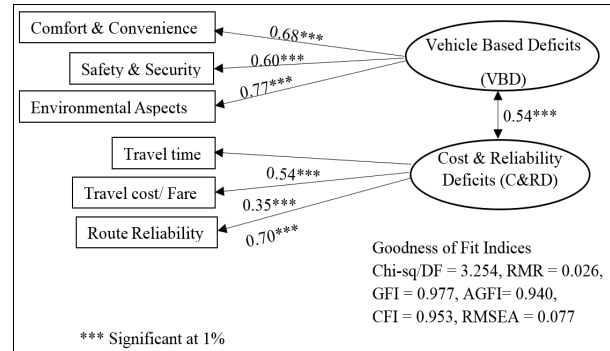 Comfort & Convenience
0.68***
Vehicle Based Deficits
(VBD)
Safety & Security
0.60***
Environmental Aspects
0.77***
0.54***
Travel time
0.54***
Cost & Reliability
Deficits (C&RD)
Travel cost/ Fare
0.35***
Route Reliability
0.70***
Goodness of Fit Indices
Chi-sq/DF = 3.254, RMR = 0.026,
GFI = 0.977, AGFI= 0.940,
CFI = 0.953, RMSEA = 0.077
*** Significant at 1%